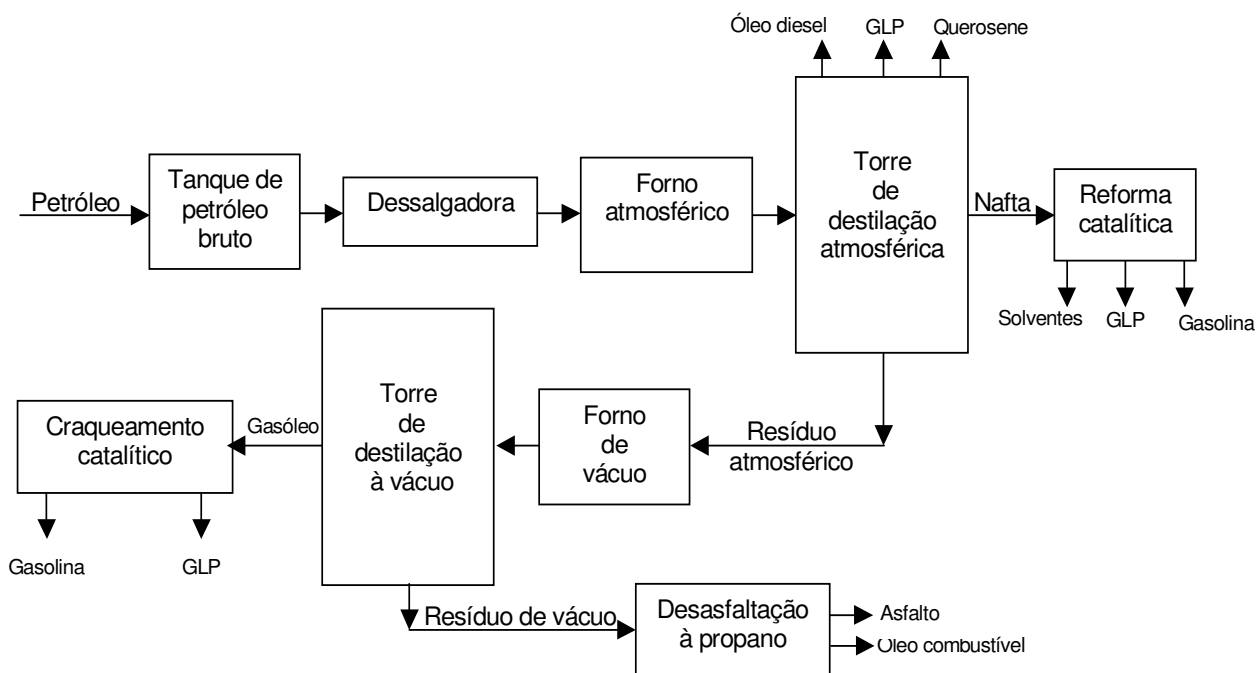 Óleo diesel
GLP
Querosene
Petróleo
Tanque de
petróleo
bruto
Dessalgadora
Forno
atmosférico
Torre
de
destilação
atmosférica
Nafta
Reforma
catalítica
Solventes
GLP
Gasolina
Craqueamento
catalítico
Gasóleo
Torre
de
destilação
à vácuo
Forno
de
vácuo
Resíduo
atmosférico
Gasolina
GLP
Resíduo de vácuo
Desasfaltação
à propano
Asfalto
Óleo combustível